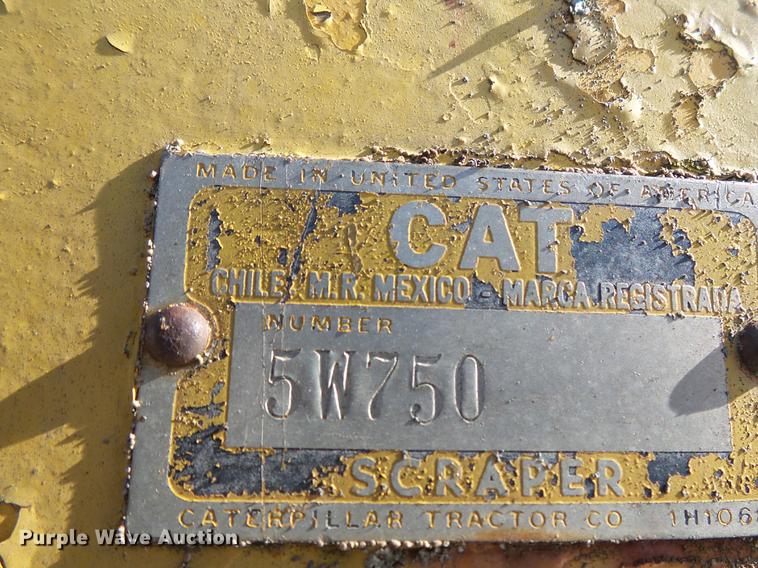 MADE IN UNITED STATES OF AMERICA
CAT
CHILE M.R. MEXICO - MARCA REGISTRADA
NUMBER
5W750
SCRAPER
CATERPILLAR TRACTOR CO 1H106
Purple Wave Auction